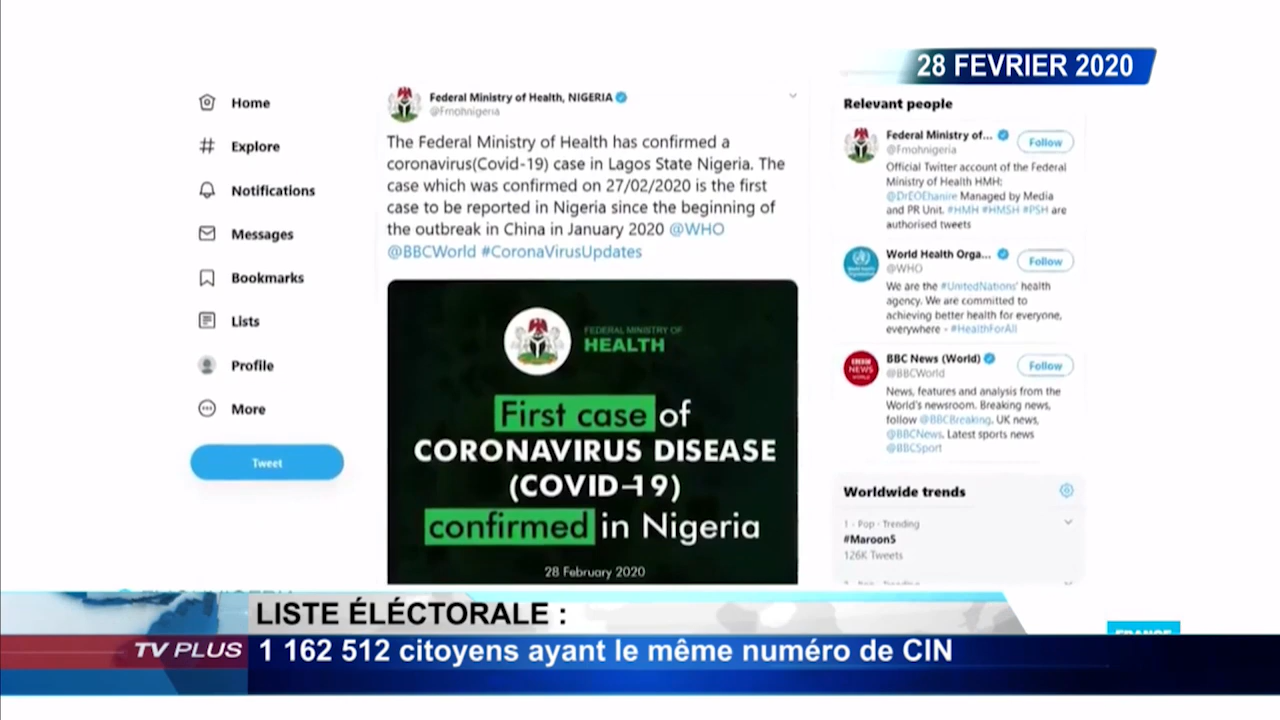 28 FEVRIER 2020
Home
Explore
Notifications
Messages
Bookmarks
Lists
Profile
More
Tweet
Federal Ministry of Health, NIGERIA
@Fmohnigeria
The Federal Ministry of Health has confirmed a
coronavirus(Covid-19) case in Lagos State Nigeria. The
case which was confirmed on 27/02/2020 is the first
case to be reported in Nigeria since the beginning of
the outbreak in China in January 2020 @WHO
@BBCWorld #CoronaVirusUpdates
FEDERAL MINISTRY OF
HEALTH
First case of
CORONAVIRUS DISEASE
(COVID-19)
confirmed in Nigeria
28 February 2020
Relevant people
Federal Ministry of...
Follow
@Fmohnigeria
Official Twitter account of the Federal
Ministry of Health HMH:
@DrEOEhanire Managed by Media
and PR Unit. #HMH #HMSH #PSH are
authorised tweets
World Health Orga...
Follow
@WHO
We are the #UnitedNations' health
agency. We are committed to
achieving better health for everyone,
everywhere - #HealthForAll
BBC NEWS WORLD
BBC News (World)
Follow
@BBCWorld
News, features and analysis from the
World's newsroom. Breaking news,
follow @BBCBreaking. UK news,
@BBCNews. Latest sports news
@BBCSport
Worldwide trends
1 - Pop - Trending
#Maroon5
126K Tweets
LISTE ÉLÉCTORALE :
TV PLUS
1 162 512 citoyens ayant le même numéro de CIN